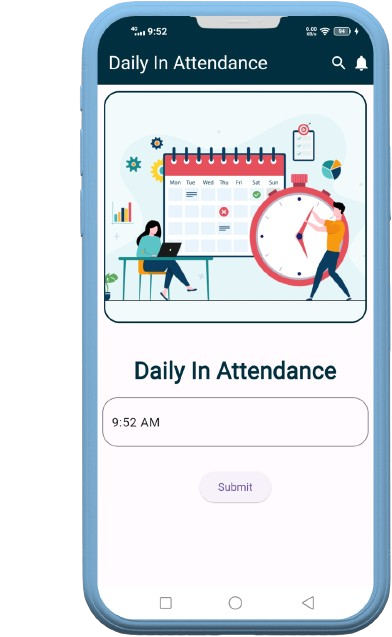 4G 9:52
0.00 KB/s 94
Daily In Attendance
Mon Tue Wed Thu Fri Sat Sun
Daily In Attendance
9:52 AM
Submit